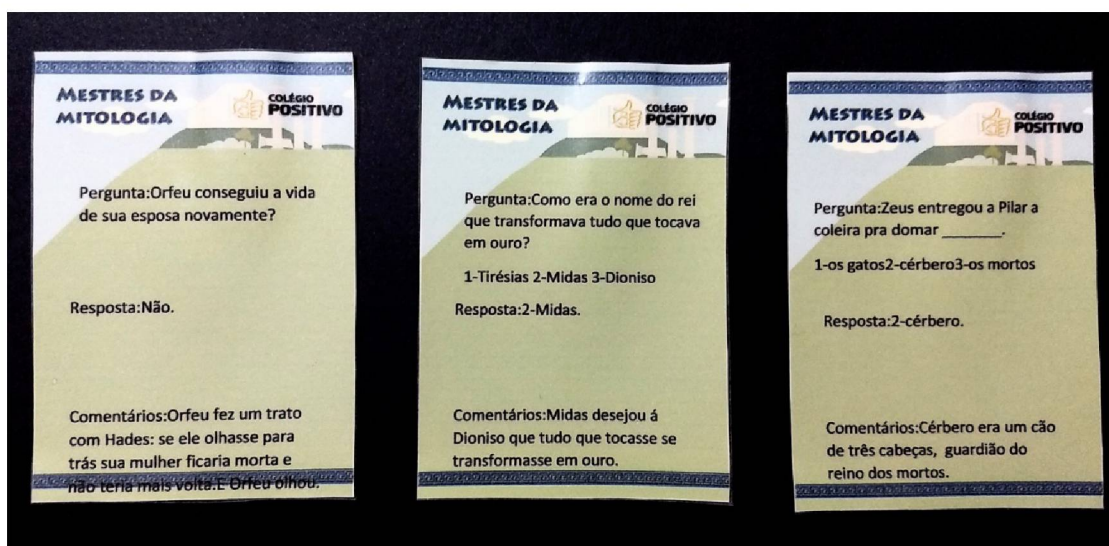 MESTRES DA
MITOLOGIA
COLÉGIO
POSITIVO
Pergunta:Orfeu conseguiu a vida
de sua esposa novamente?
Resposta:Não.
Comentários:Orfeu fez um trato
com Hades: se ele olhasse para
trás sua mulher ficaria morta e
não teria mais volta.E Orfeu olhou.
MESTRES DA
MITOLOGIA
COLÉGIO
POSITIVO
Pergunta:Como era o nome do rei
que transformava tudo que tocava
em ouro?
1-Tirésias 2-Midas 3-Dioniso
Resposta:2-Midas.
Comentários:Midas desejou á
Dioniso que tudo que tocasse se
transformasse em ouro.
MESTRES DA
MITOLOGIA
COLÉGIO
POSITIVO
Pergunta:Zeus entregou a Pilar a
coleira pra domar _______.
1-os gatos2-cérbero3-os mortos
Resposta:2-cérbero.
Comentários:Cérbero era um cão
de três cabeças, guardião do
reino dos mortos.